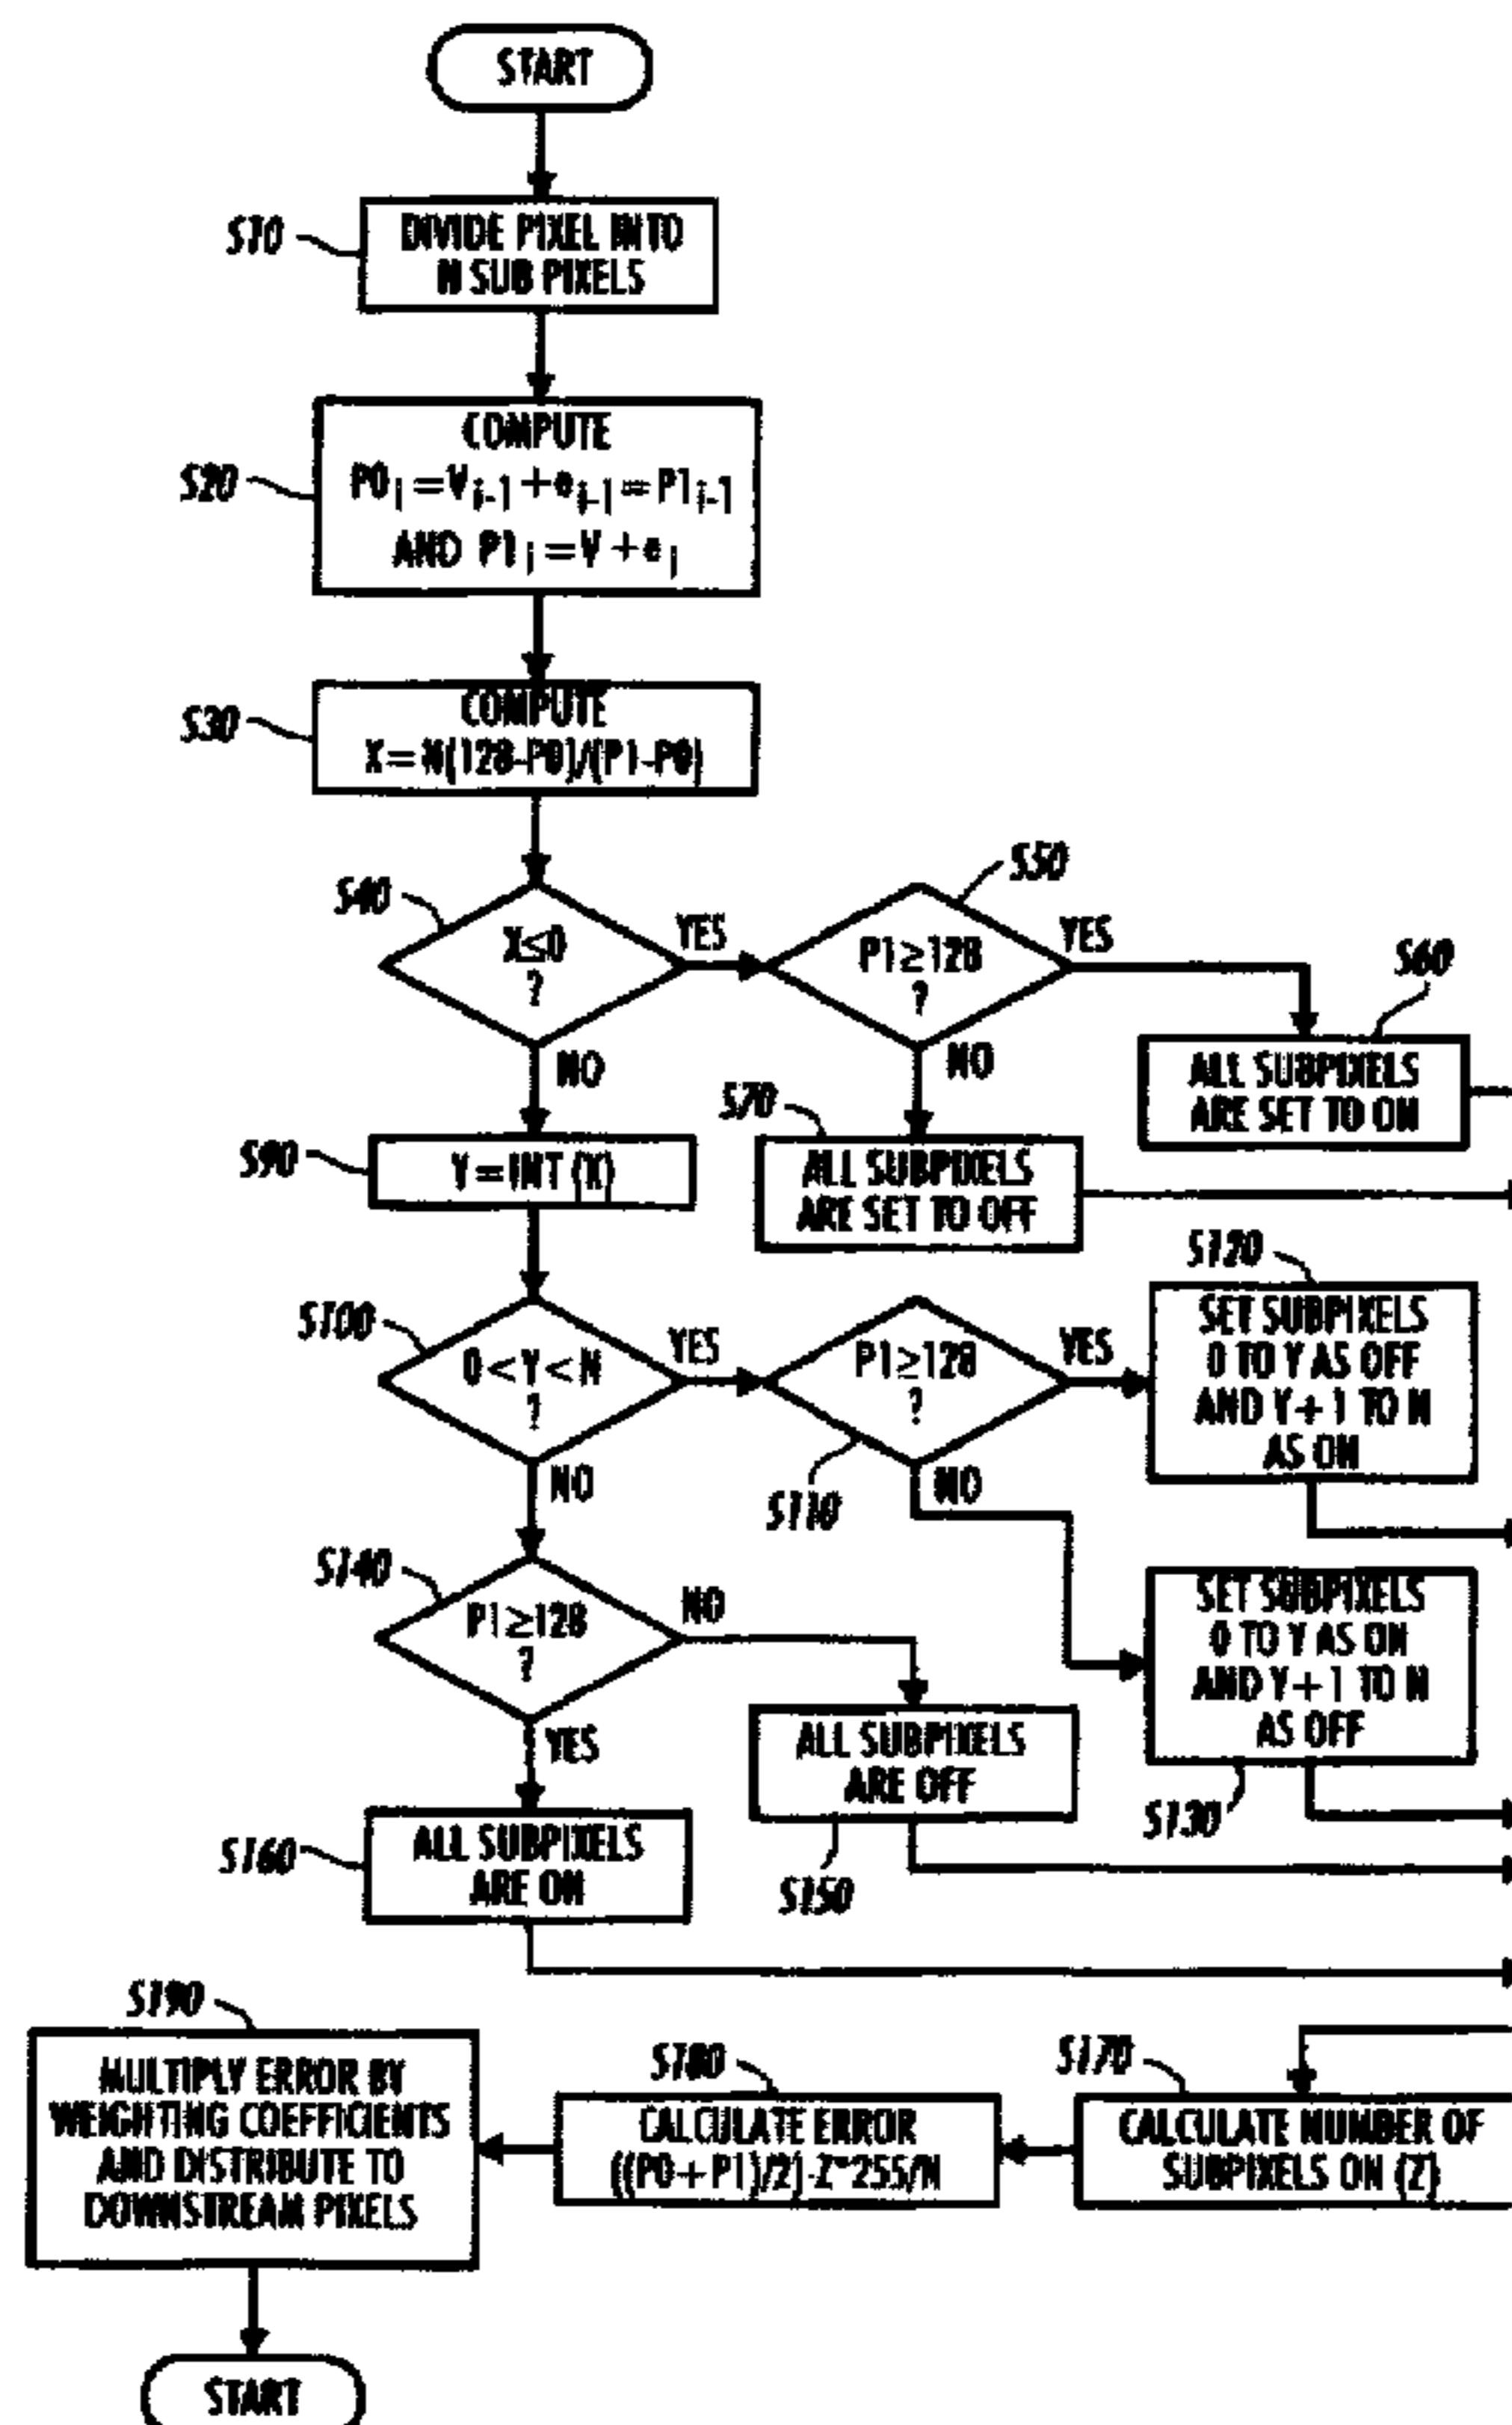 START
S10
DIVIDE PIXEL INTO
N SUB PIXELS
S20
COMPUTE
P0i = Vi-1 + ei-1 = P1i-1
AND P1i = V + ei
S30
COMPUTE
X = N(128-P0)/(P1-P0)
S40
X≤0
?
YES
NO
S50
P1≥128
?
YES
NO
S60
ALL SUBPIXELS
ARE SET TO ON
S70
ALL SUBPIXELS
ARE SET TO OFF
S90
Y = INT (X)
S100
0 < Y < N
?
YES
NO
P1≥128
?
S110
YES
NO
S120
SET SUBPIXELS
0 TO Y AS OFF
AND Y + 1 TO N
AS ON
S130
SET SUBPIXELS
0 TO Y AS ON
AND Y + 1 TO N
AS OFF
S140
P1≥128
?
NO
YES
ALL SUBPIXELS
ARE OFF
S150
S160
ALL SUBPIXELS
ARE ON
S170
CALCULATE NUMBER OF
SUBPIXELS ON (Z)
S180
CALCULATE ERROR
((P0 + P1)/2)-Z*255/N
S190
MULTIPLY ERROR BY
WEIGHTING COEFFICIENTS
AND DISTRIBUTE TO
DOWNSTREAM PIXELS
START